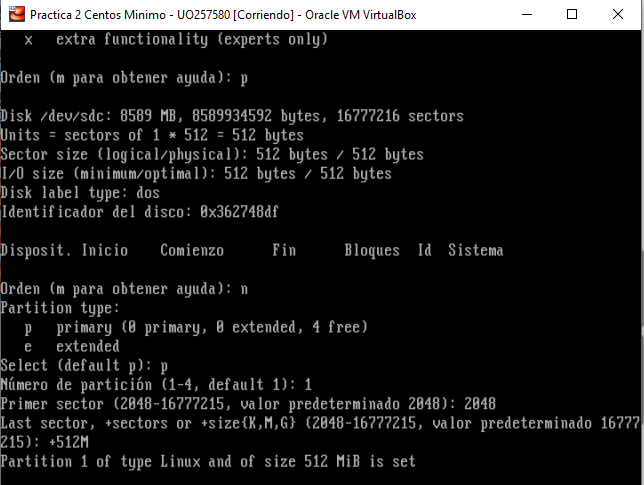 Practica 2 Centos Minimo - UO257580 [Corriendo] - Oracle VM VirtualBox
x   extra functionality (experts only)
Orden (m para obtener ayuda): p
Disk /dev/sdc: 8589 MB, 8589934592 bytes, 16777216 sectors
Units = sectors of 1 * 512 = 512 bytes
Sector size (logical/physical): 512 bytes / 512 bytes
I/O size (minimum/optimal): 512 bytes / 512 bytes
Disk label type: dos
Identificador del disco: 0x362748df
Disposit. Inicio    Comienzo      Fin      Bloques  Id  Sistema
Orden (m para obtener ayuda): n
Partition type:
p   primary (0 primary, 0 extended, 4 free)
e   extended
Select (default p): p
Número de partición (1-4, default 1): 1
Primer sector (2048-16777215, valor predeterminado 2048): 2048
Last sector, +sectors or +size{K,M,G} (2048-16777215, valor predeterminado 16777
215): +512M
Partition 1 of type Linux and of size 512 MiB is set